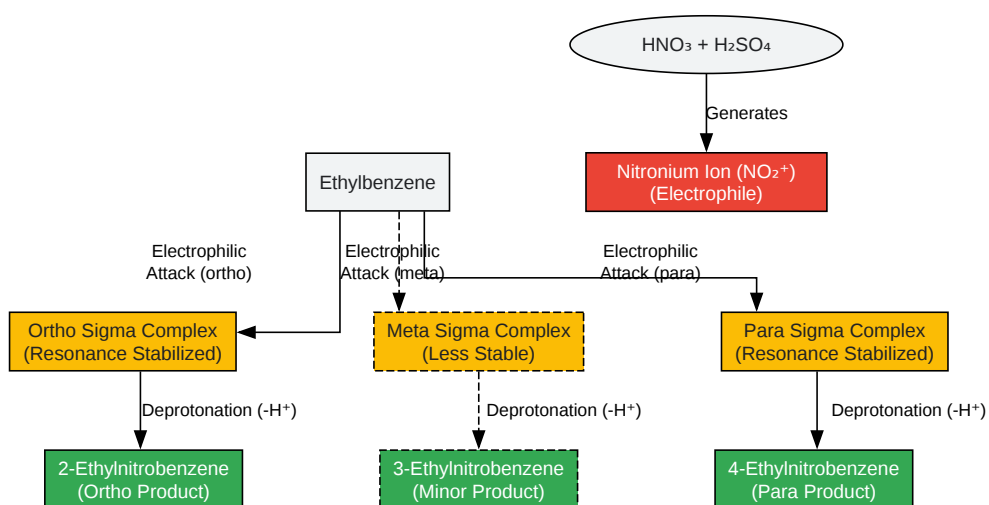 HNO₃ + H₂SO₄
Generates
Nitronium Ion (NO₂⁺)
(Electrophile)
Ethylbenzene
Electrophilic
Attack (ortho)
Electrophilic
Attack (meta)
Electrophilic
Attack (para)
Ortho Sigma Complex
(Resonance Stabilized)
Meta Sigma Complex
(Less Stable)
Para Sigma Complex
(Resonance Stabilized)
Deprotonation (-H⁺)
Deprotonation (-H⁺)
Deprotonation (-H⁺)
2-Ethylnitrobenzene
(Ortho Product)
3-Ethylnitrobenzene
(Minor Product)
4-Ethylnitrobenzene
(Para Product)